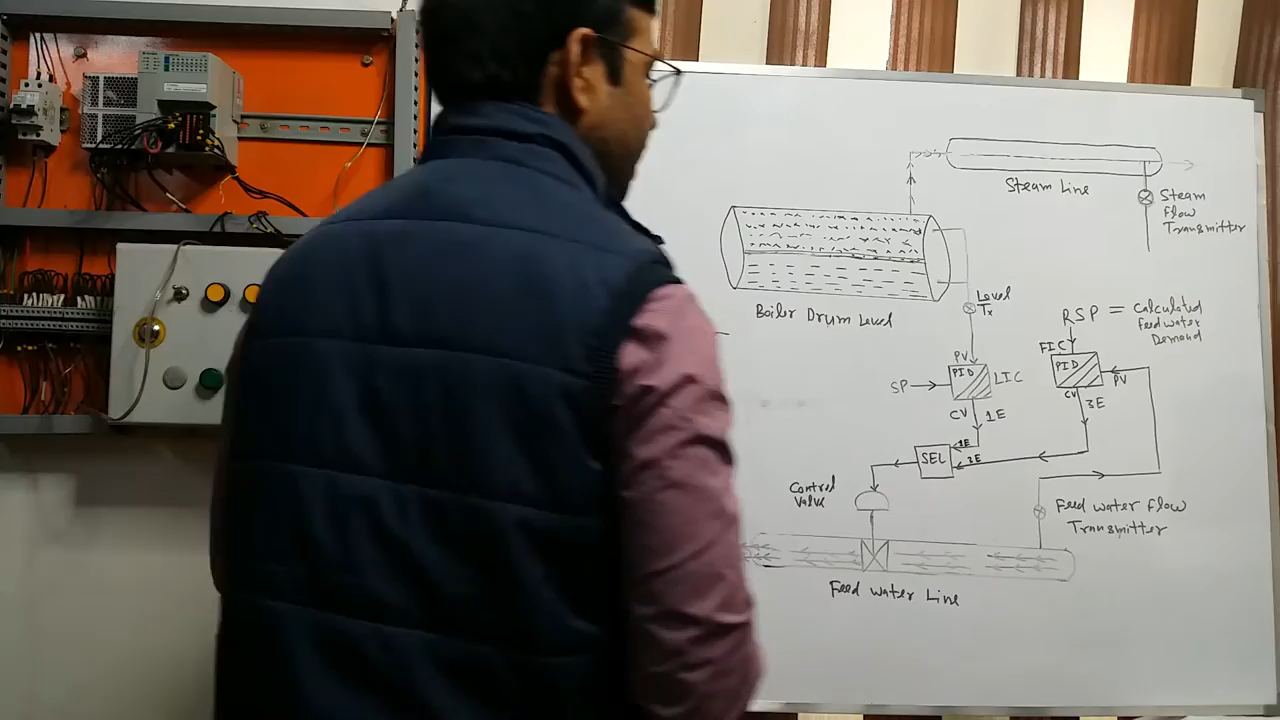 Steam Line
Steam
Flow
Transmitter
Boiler Drum Level
Level
Tx
RSP = Calculated
Feed water
Demand
FIC
PID
PV
CV
3E
PV
PID
LIC
SP
CV
1E
SEL
1E
3E
Control
Valve
Feed water Flow
Transmitter
Feed water Line